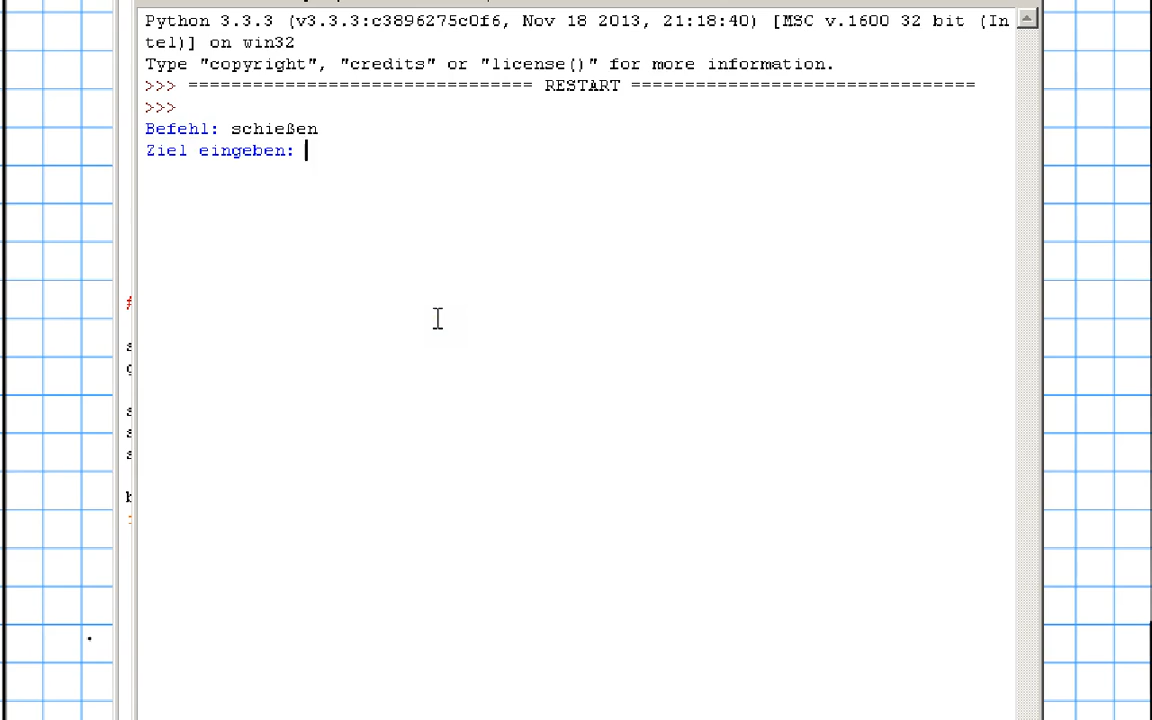 Python 3.3.3 (v3.3.3:c3896275c0f6, Nov 18 2013, 21:18:40) [MSC v.1600 32 bit (In
tel)] on win32
Type "copyright", "credits" or "license()" for more information.
>>> ================================ RESTART ================================
>>>
Befehl: schießen
Ziel eingeben: